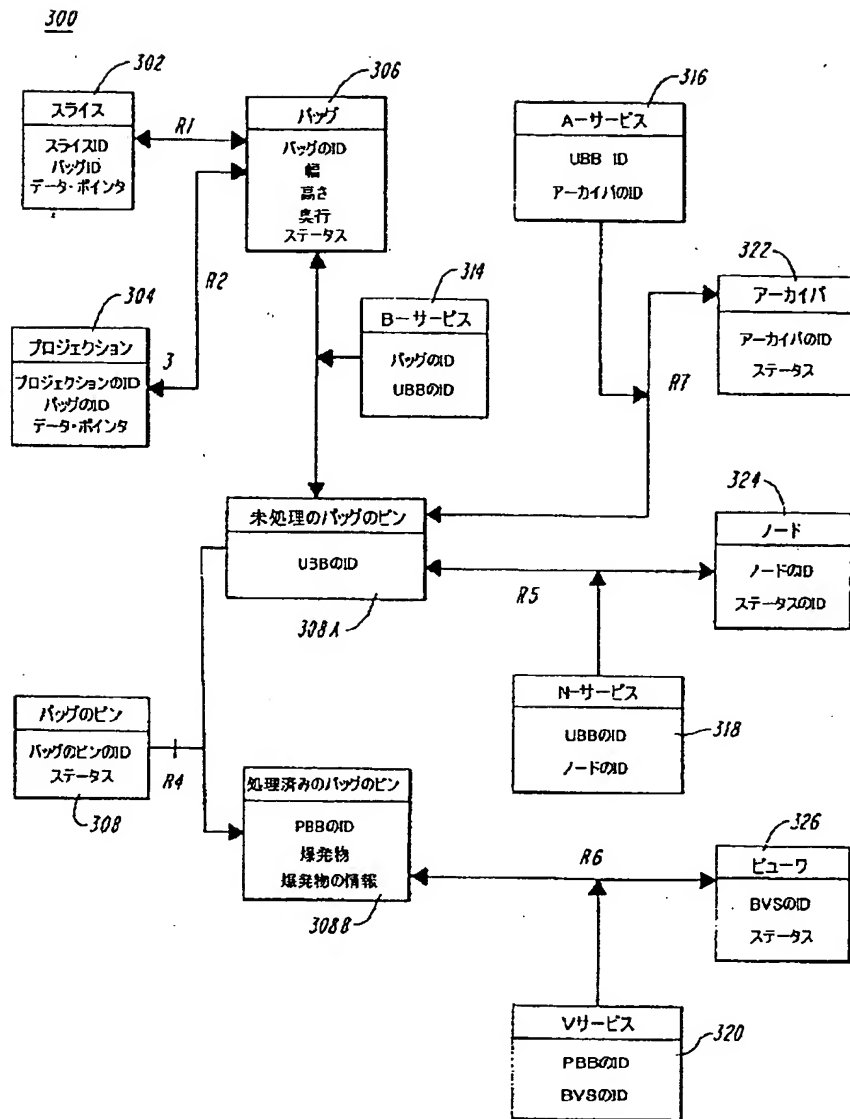 300
302
スライス
スライスID
バッグID
データ・ポインタ
R1
306
バッグ
バッグのID
幅
高さ
奥行
ステータス
316
A-サービス
UBB ID
アーカイバのID
R2
304
プロジェクション
プロジェクションのID
バッグのID
データ・ポインタ
3
314
B-サービス
バッグのID
UBBのID
322
アーカイバ
アーカイバのID
ステータス
R7
未処理のバッグのビン
UBBのID
308A
324
ノード
ノードのID
ステータスのID
R5
N-サービス
UBBのID
ノードのID
318
バッグのビン
バッグのビンのID
ステータス
308
R4
処理済みのバッグのビン
PBBのID
爆発物
爆発物の情報
308B
R6
326
ビューワ
BVSのID
ステータス
Vサービス
PBBのID
BVSのID
320